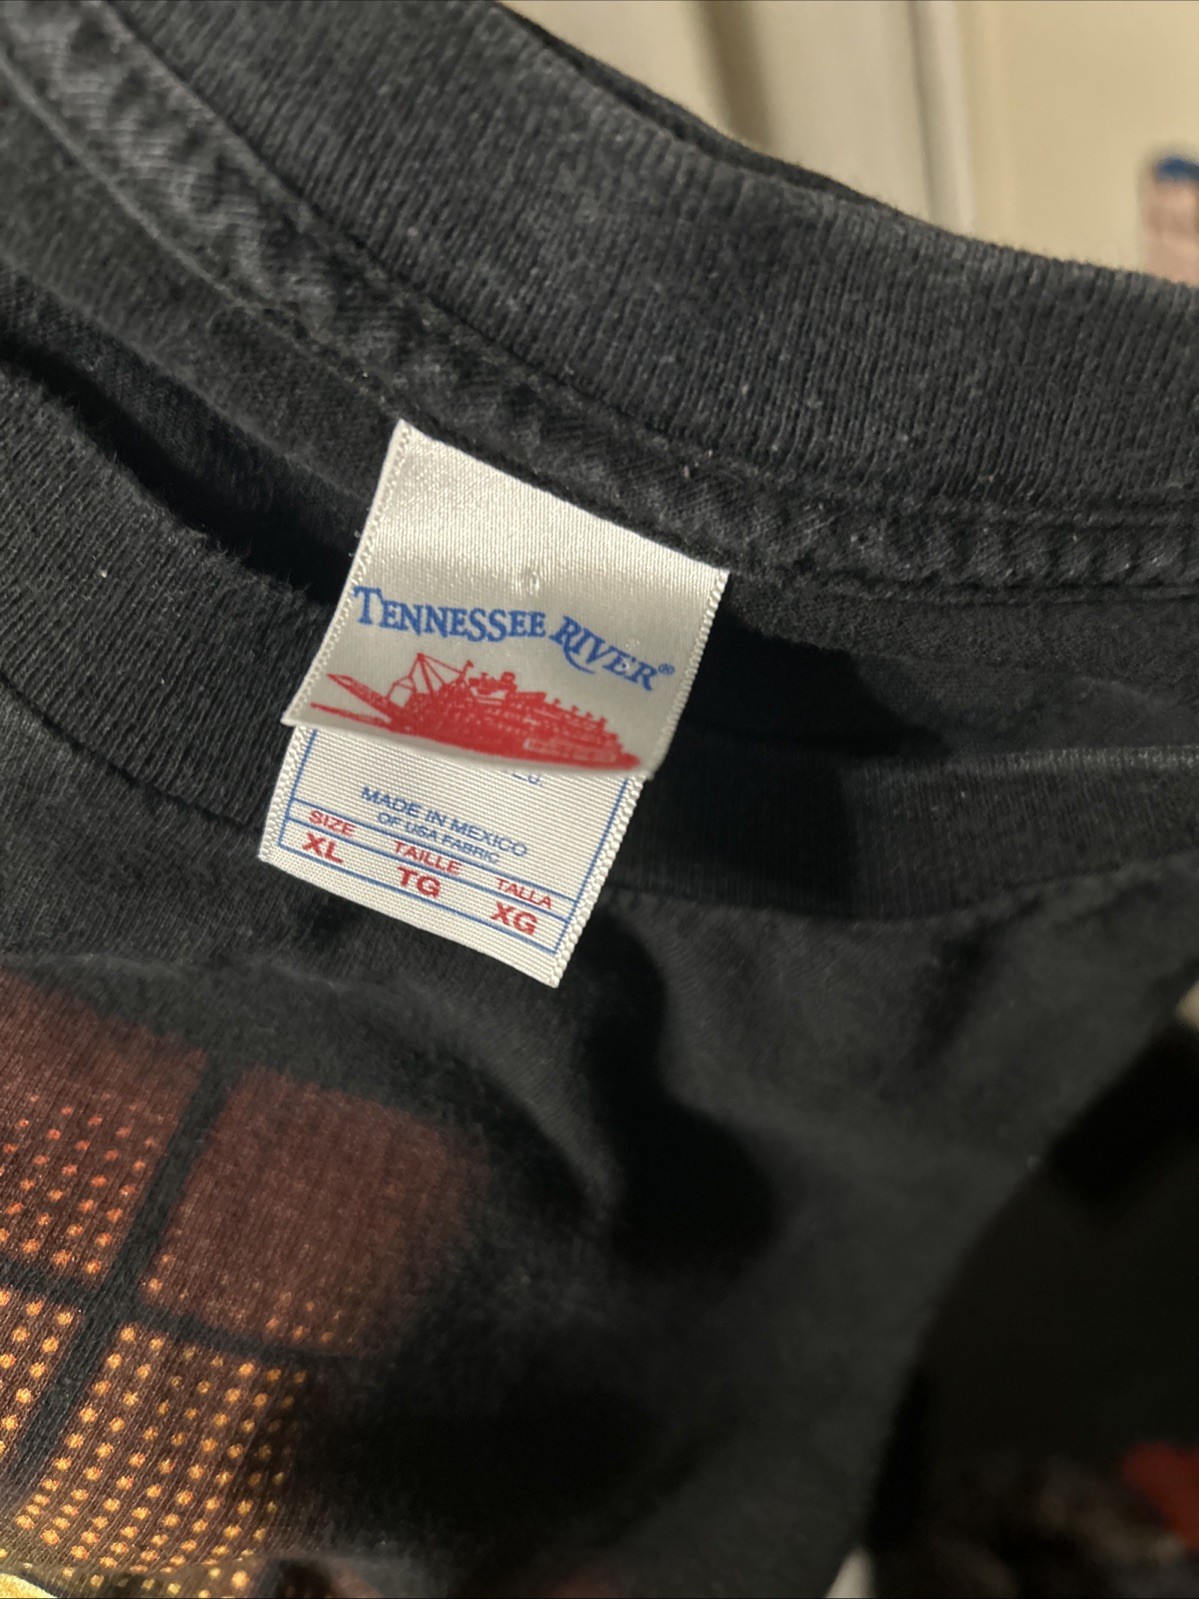 TENNESSEE RIVER®
MADE IN MEXICO
OF USA FABRIC
SIZE TAILLE TALLA
XL TG XG